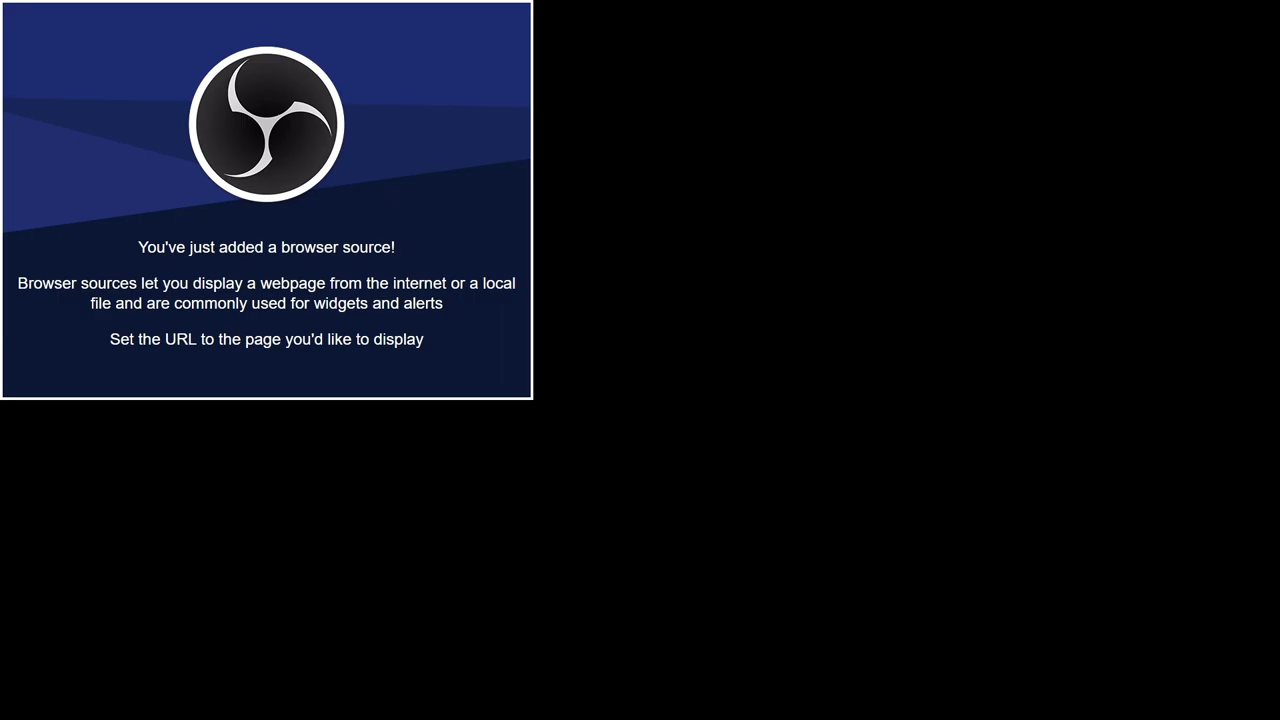 You've just added a browser source!
Browser sources let you display a webpage from the internet or a local
file and are commonly used for widgets and alerts
Set the URL to the page you'd like to display